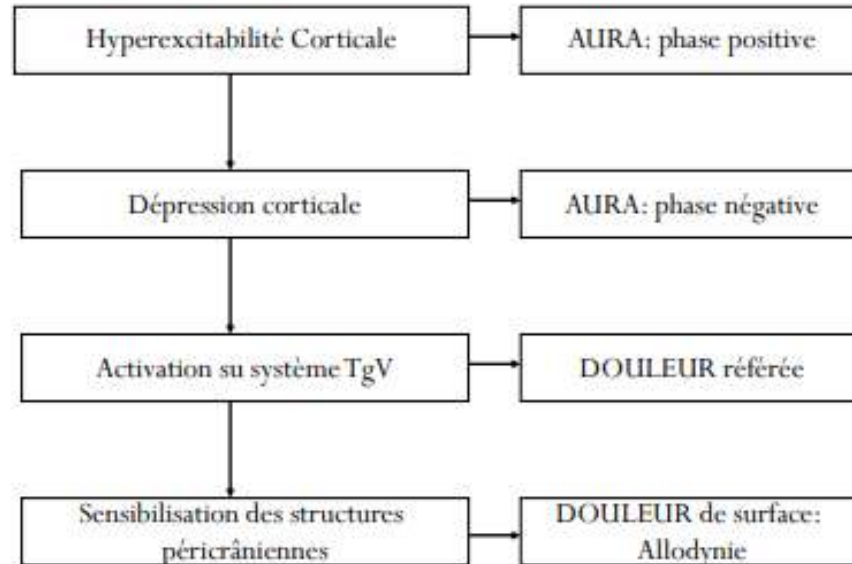 Hyperexcitabilité Corticale
AURA: phase positive
Dépression corticale
AURA: phase négative
Activation su système TgV
DOULEUR référée
Sensibilisation des structures
péricrâniennes
DOULEUR de surface:
Allodynie